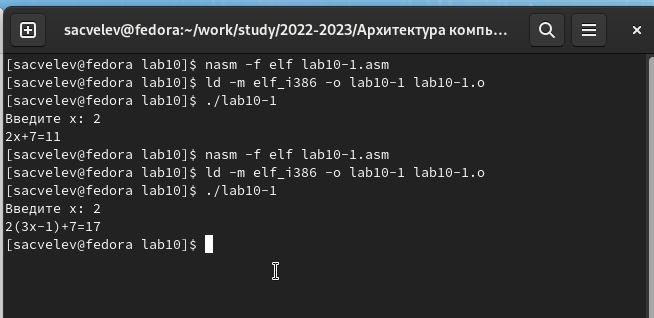 sacvelev@fedora:~/work/study/2022-2023/Архитектура компь...
[sacvelev@fedora lab10]$ nasm -f elf lab10-1.asm
[sacvelev@fedora lab10]$ ld -m elf_i386 -o lab10-1 lab10-1.o
[sacvelev@fedora lab10]$ ./lab10-1
Введите x: 2
2x+7=11
[sacvelev@fedora lab10]$ nasm -f elf lab10-1.asm
[sacvelev@fedora lab10]$ ld -m elf_i386 -o lab10-1 lab10-1.o
[sacvelev@fedora lab10]$ ./lab10-1
Введите x: 2
2(3x-1)+7=17
[sacvelev@fedora lab10]$